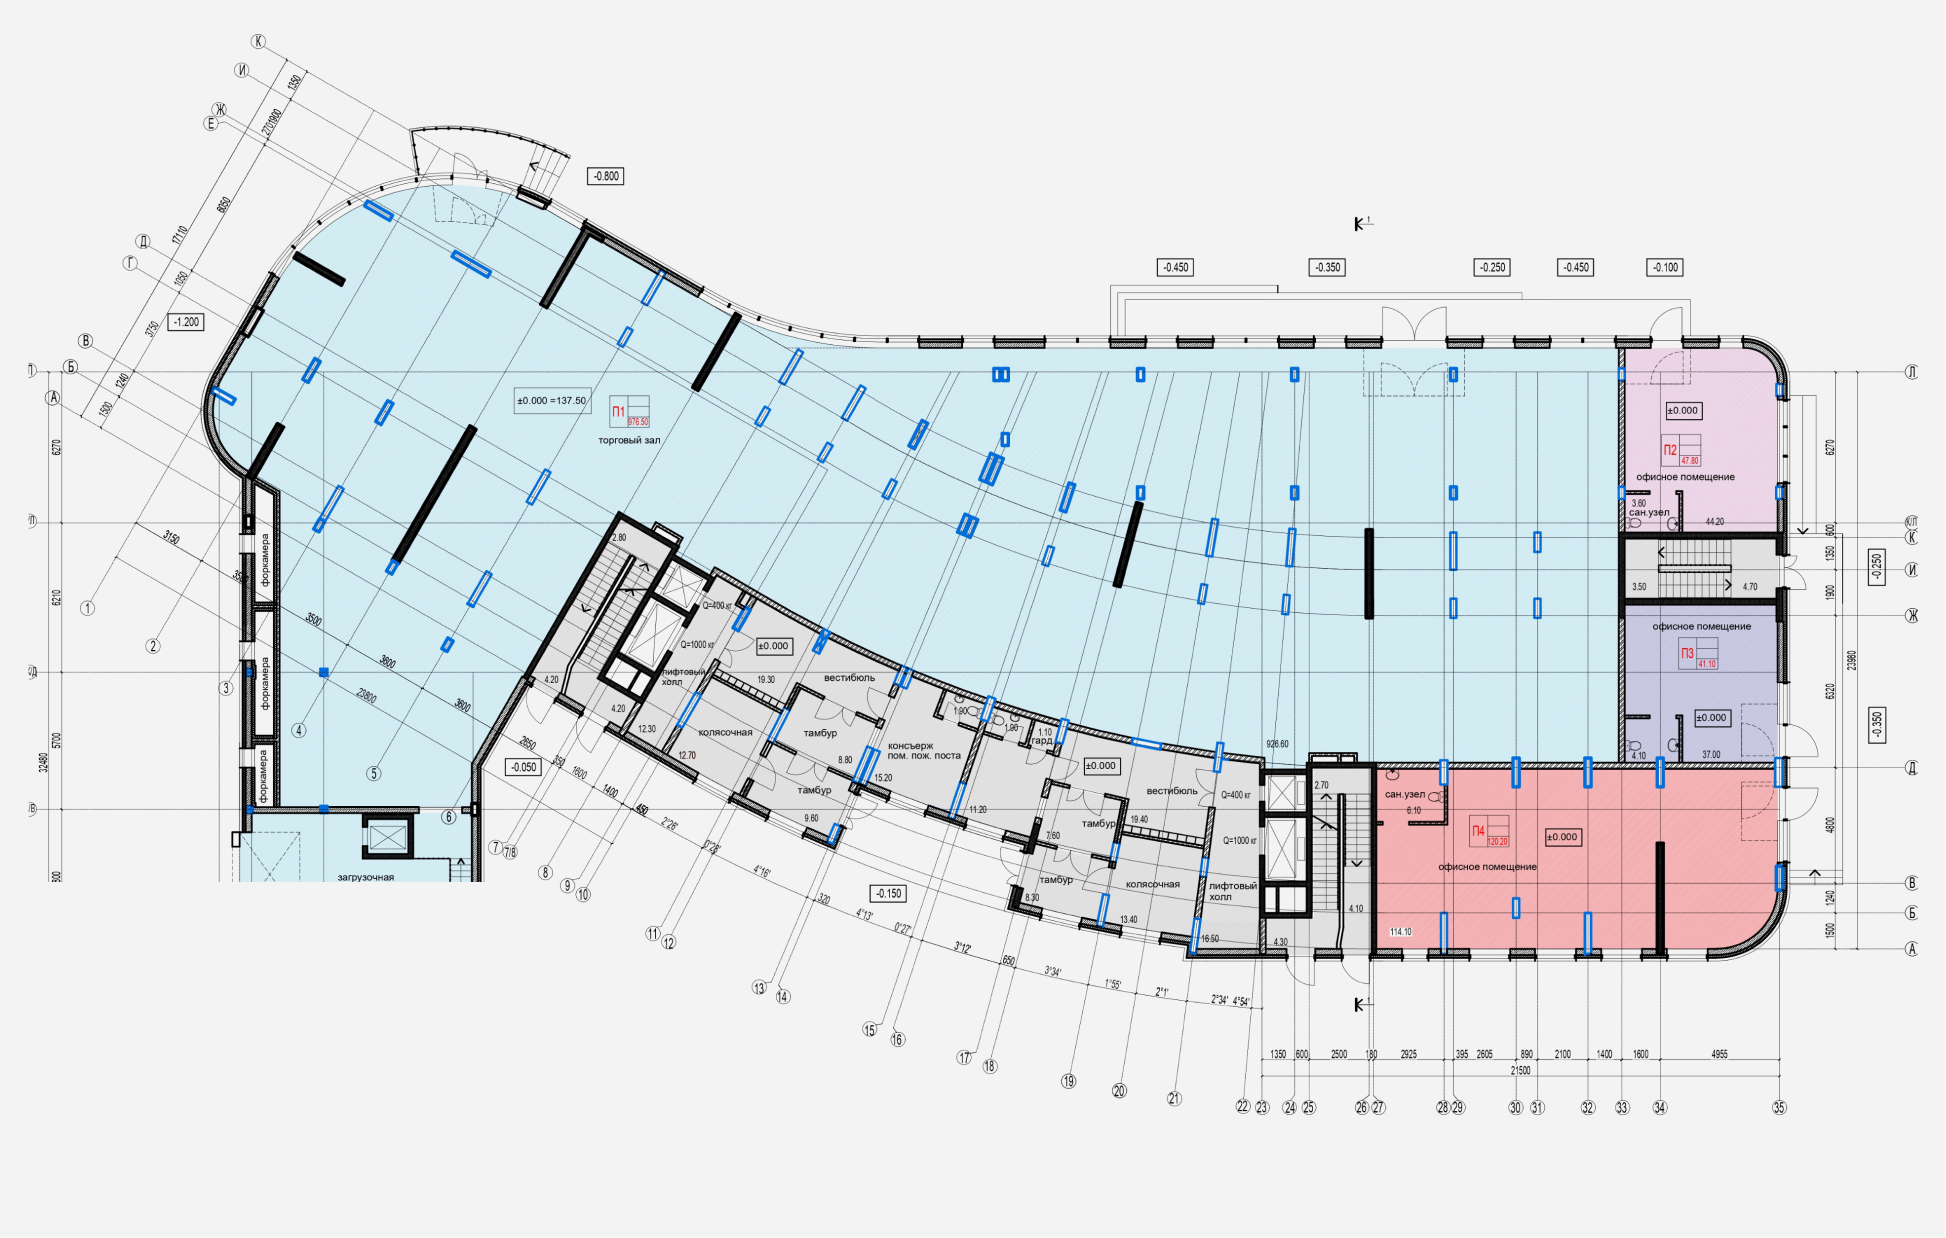 К
И
Ж
Е
Д
Г
В
Б
А
1350
2701900
6050
17110
1050
3750
1240
1500
-0.800
-1.200
1
-0.450
-0.350
-0.250
-0.450
-0.100
±0.000 =137.50
П1
976.50
торговый зал
±0.000
П2
47.80
офисное помещение
3.60
сан.узел
44.20
3.50
4.70
офисное помещение
П3
41.10
±0.000
4.10
37.00
Л
К/Л
К
И
Ж
Д
В
Б
А
6270
600
1350
1900
6320
4800
1240
1500
23980
-0.250
-0.350
6270
6210
5700
32480
форкамера
форкамера
форкамера
1
2
3
4
5
6
3150
3500
3600
3600
23800
2.80
Q=400 кг
Q=1000 кг
лифтовый
холл
4.20
4.20
12.30
±0.000
19.30
вестибюль
колясочная
12.70
тамбур
8.80
тамбур
9.60
консьерж
пом. пож. поста
15.20
1.90
1.90
1.10
гард.
11.20
±0.000
вестибюль
19.40
тамбур
7.60
тамбур
8.30
колясочная
13.40
926.60
Q=400 кг
Q=1000 кг
лифтовый
холл
16.50
2.70
4.10
4.30
сан.узел
6.10
П4
120.20
±0.000
офисное помещение
114.10
загрузочная
-0.050
-0.150
2650
350
1600
1400
450
2°26'
0°28'
4°16'
320
4°13'
0°27'
3°12'
650
3°34'
1°55'
2°1'
2°34'
4°54'
7
7/8
8
9
10
11
12
13
14
15
16
17
18
19
20
21
22
23
24
25
26
27
28
29
30
31
32
33
34
35
1350
600
2500
180
2925
395
2605
890
2100
1400
1600
4955
21500